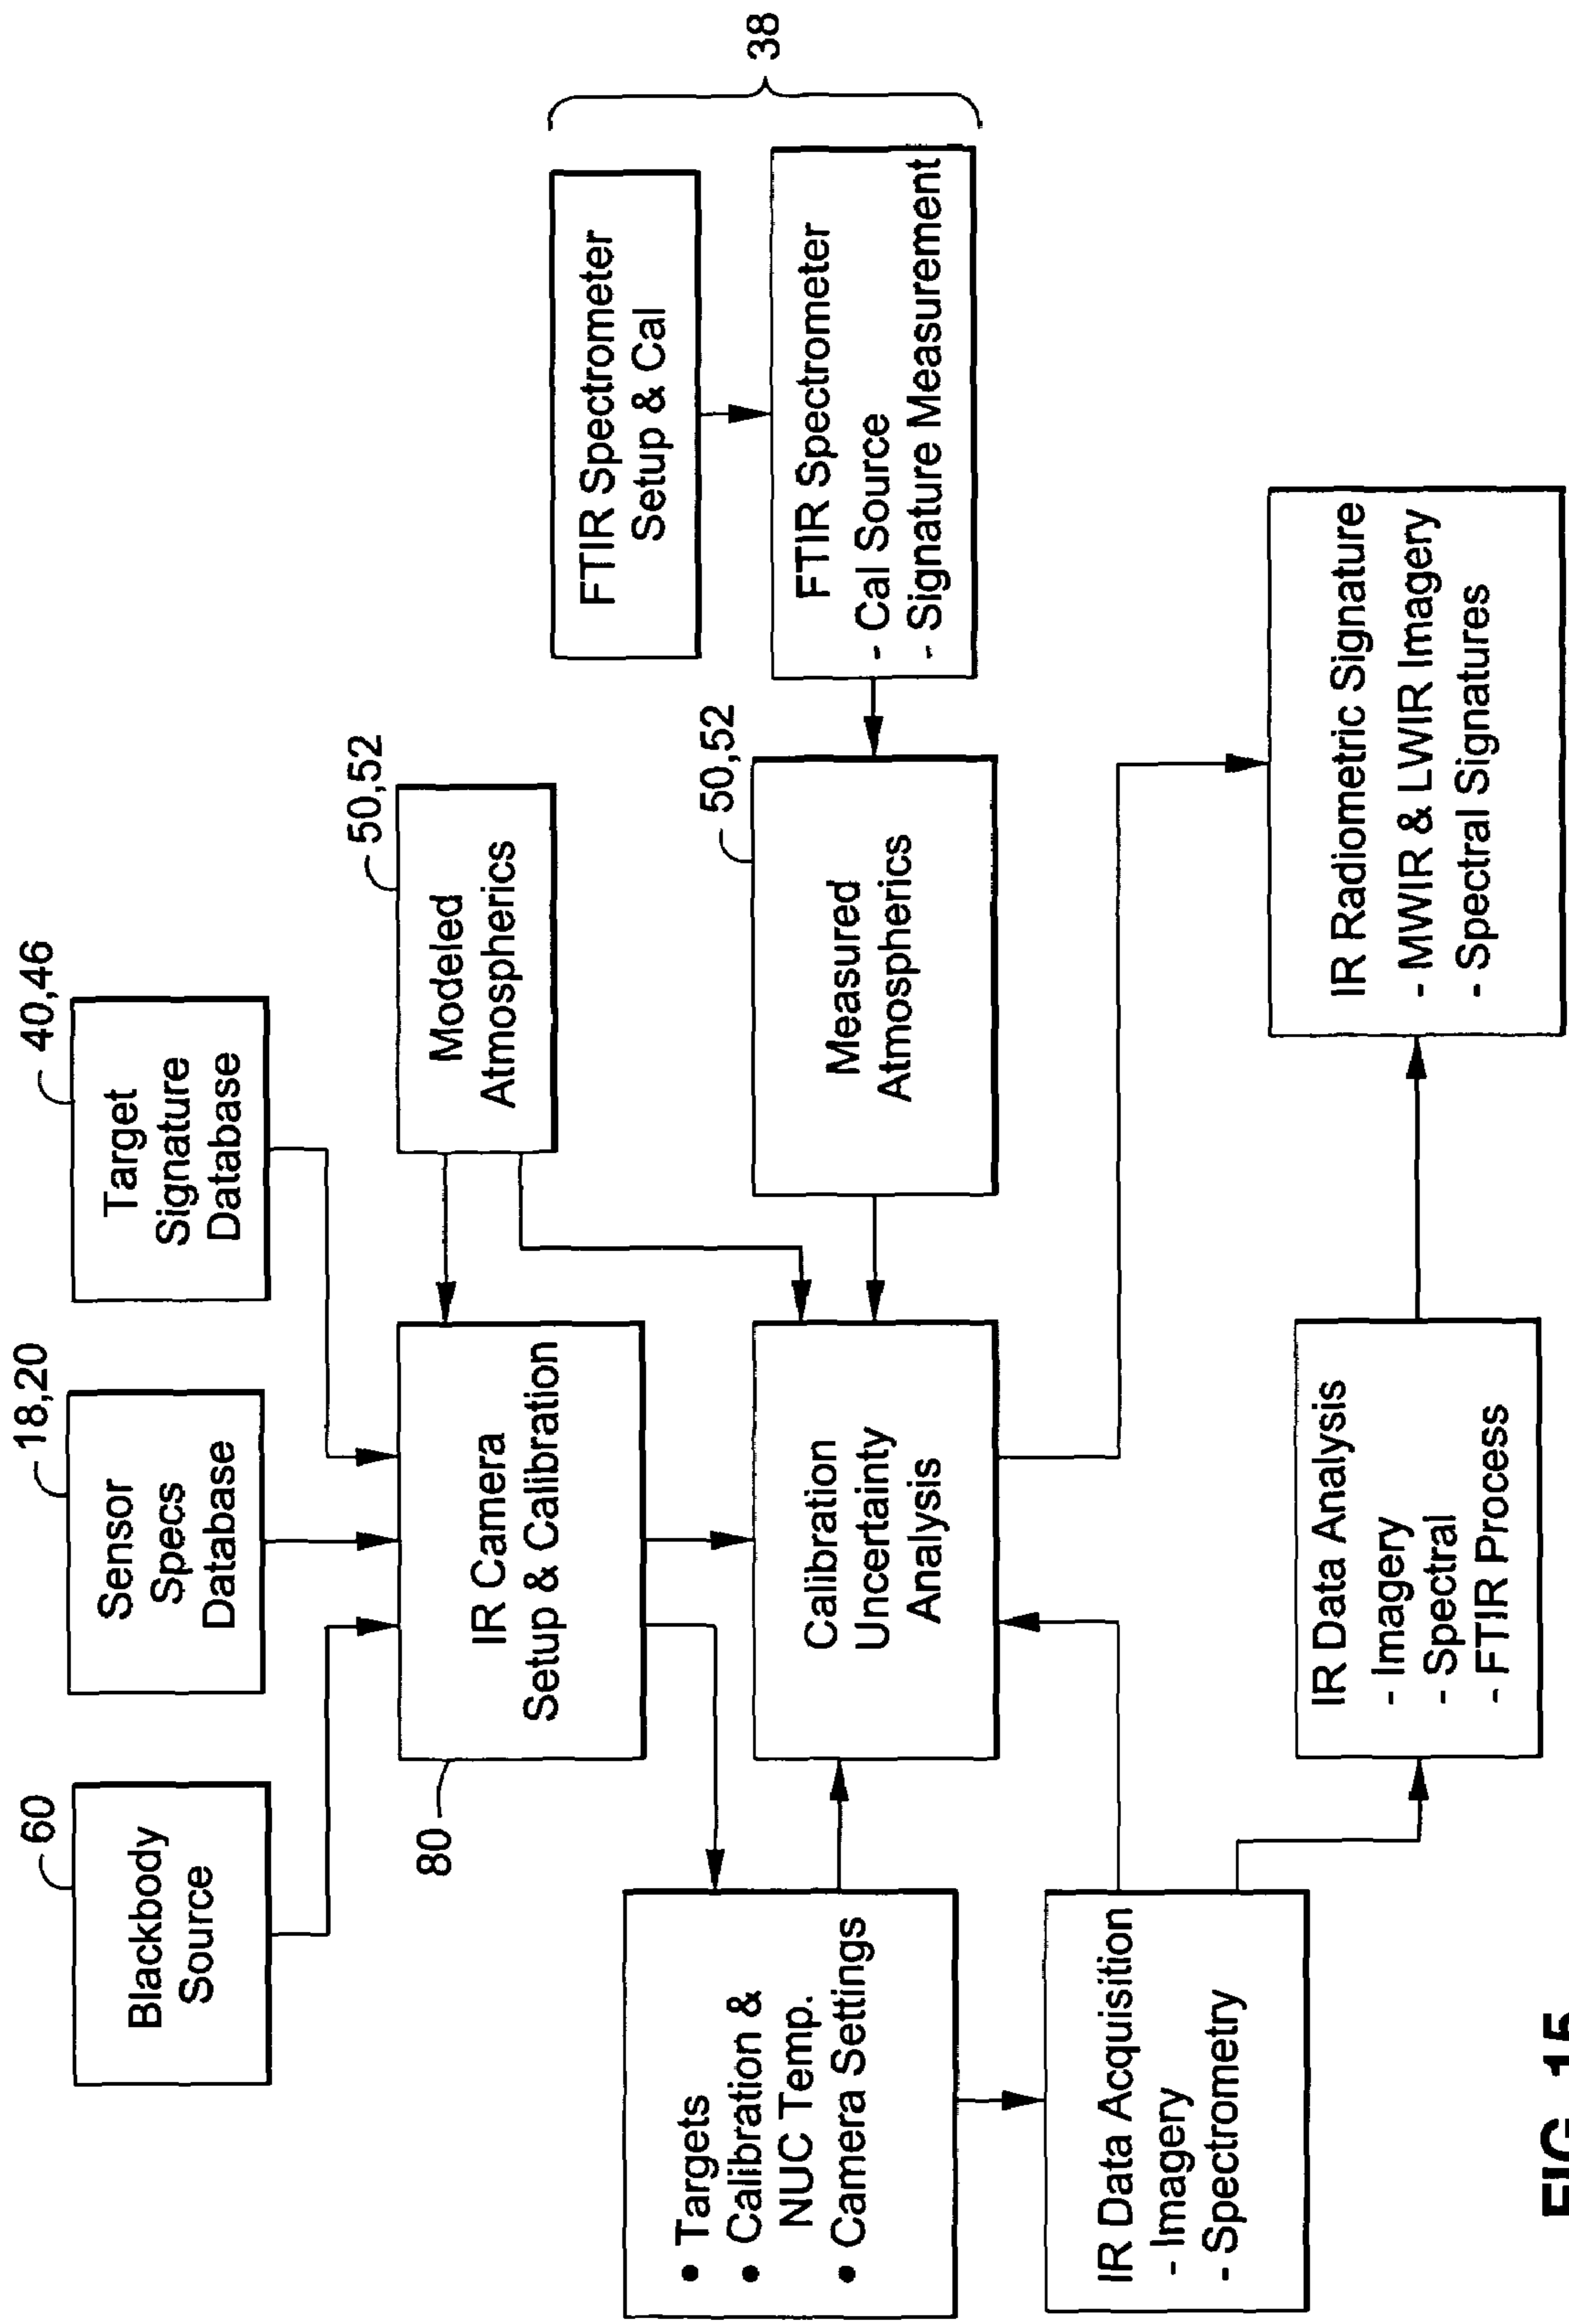 60
Blackbody
Source
18,20
Sensor
Specs
Database
40,46
Target
Signature
Database
80
IR Camera
Setup & Calibration
50,52
Modeled
Atmospherics
FTIR Spectrometer
Setup & Cal
38
• Targets
• Calibration &
NUC Temp.
• Camera Settings
Calibration
Uncertainty
Analysis
50,52
Measured
Atmospherics
FTIR Spectrometer
- Cal Source
- Signature Measurement
IR Data Acquisition
- Imagery
- Spectrometry
IR Data Analysis
- Imagery
- Spectral
- FTIR Process
IR Radiometric Signature
- MWIR & LWIR Imagery
- Spectral Signatures
FIG. 15